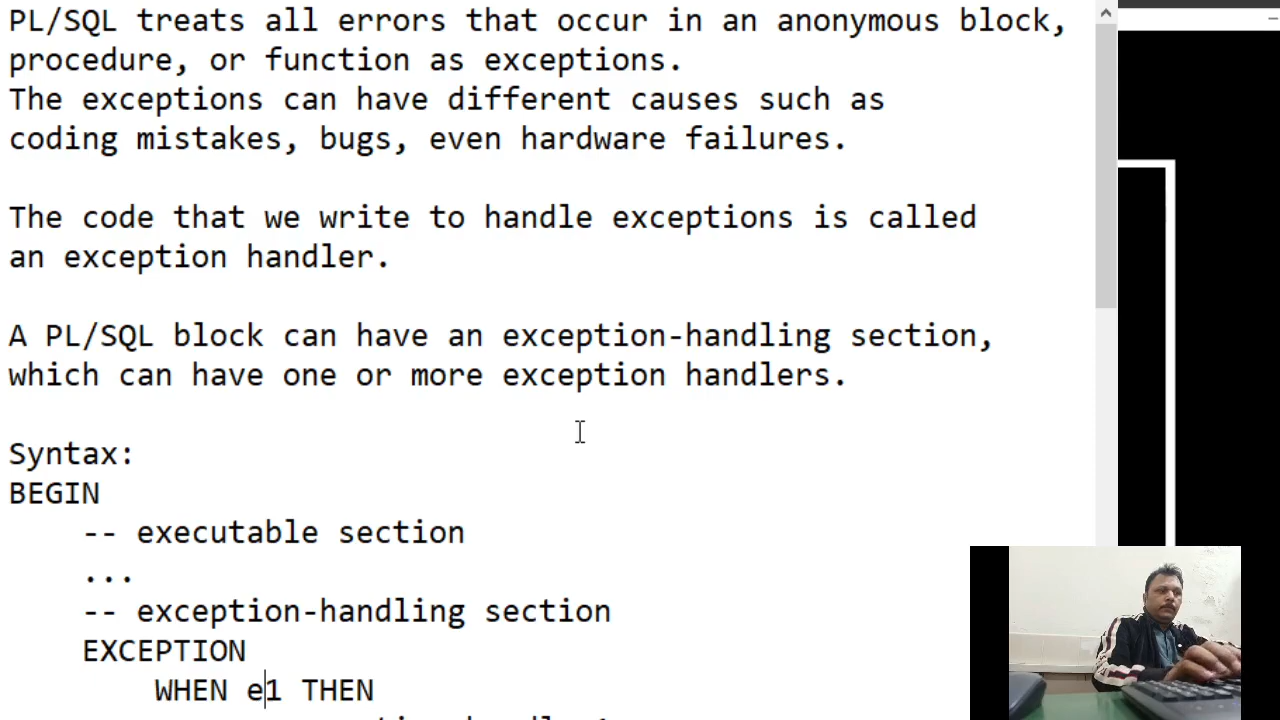 PL/SQL treats all errors that occur in an anonymous block,
procedure, or function as exceptions.
The exceptions can have different causes such as
coding mistakes, bugs, even hardware failures.
The code that we write to handle exceptions is called
an exception handler.
A PL/SQL block can have an exception-handling section,
which can have one or more exception handlers.
Syntax:
BEGIN
-- executable section
...
-- exception-handling section
EXCEPTION
WHEN e1 THEN